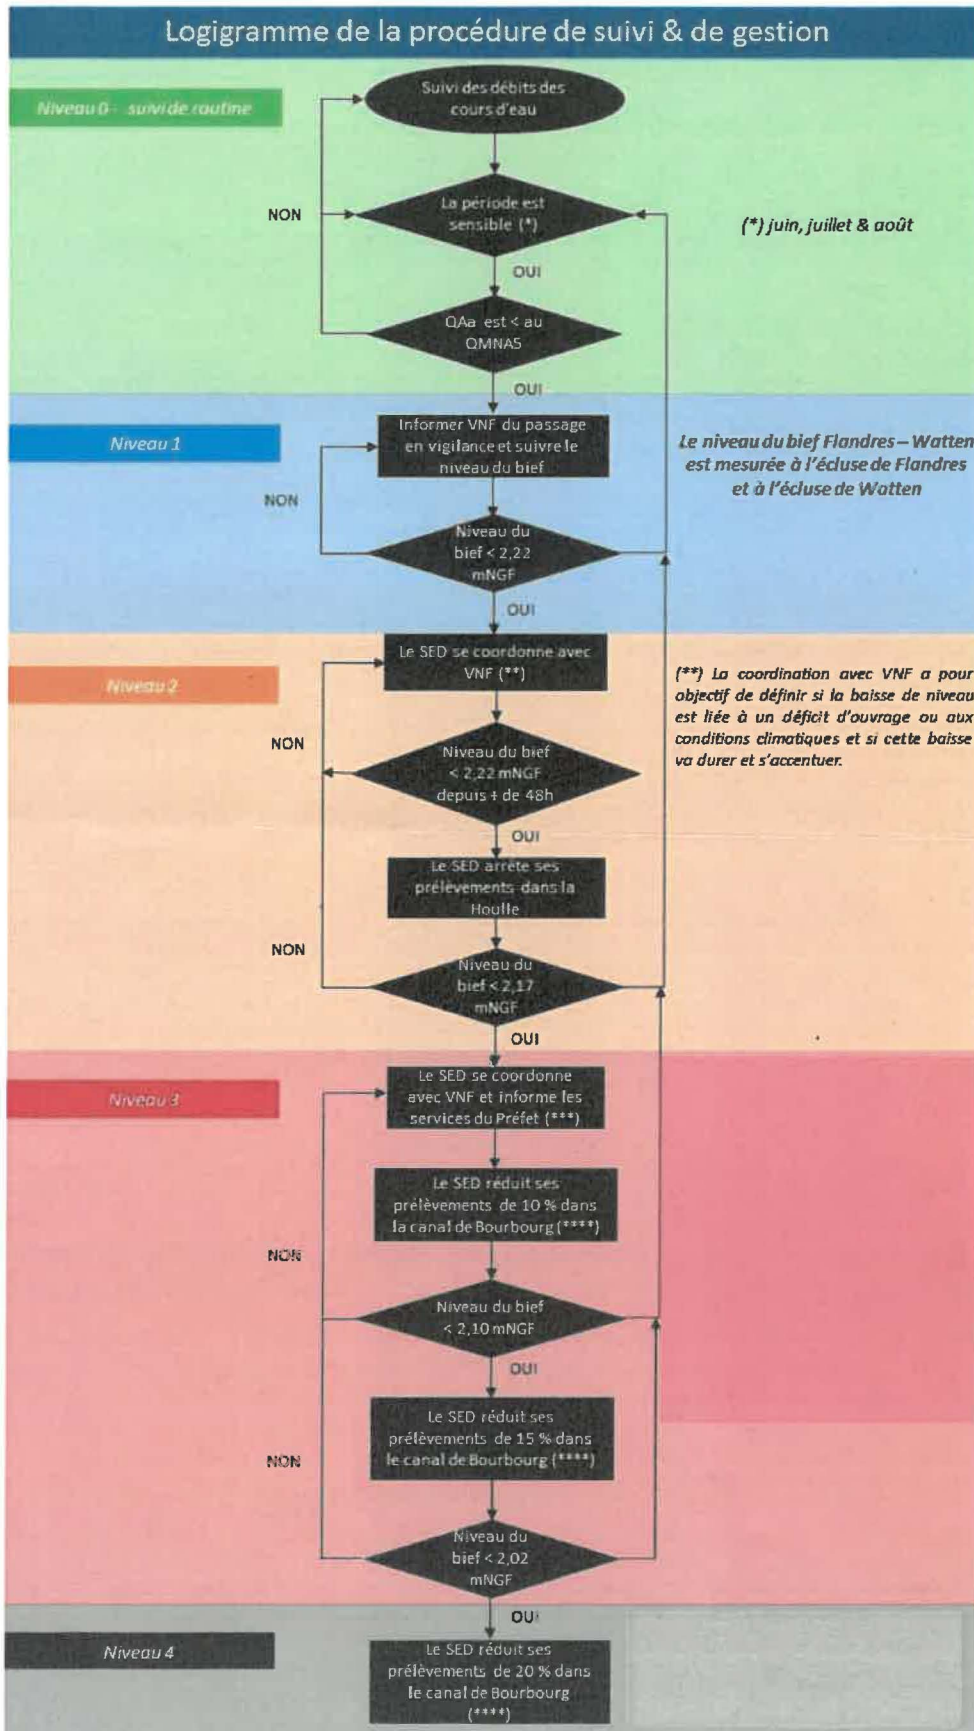 Logigramme de la procédure de suivi & de gestion
Niveau 0 - suivi de routine
Suivi des débits des
cours d'eau
NON
La période est
sensible (*)
(*) juin, juillet & août
OUI
QAa est < au
QMNA5
OUI
Niveau 1
Informer VNF du passage
en vigilance et suivre le
niveau du bief
Le niveau du bief Flandres – Watten
est mesurée à l'écluse de Flandres
et à l'écluse de Watten
NON
Niveau du
bief < 2,22
mNGF
OUI
Niveau 2
Le SED se coordonne avec
VNF (**)
(**) La coordination avec VNF a pour
objectif de définir si la baisse de niveau
est liée à un déficit d'ouvrage ou aux
conditions climatiques et si cette baisse
va durer et s'accentuer.
NON
Niveau du bief
< 2,22 mNGF
depuis + de 48h
OUI
Le SED arrête ses
prélèvements dans la
Houlle
NON
Niveau du
bief < 2,17
mNGF
OUI
Niveau 3
Le SED se coordonne
avec VNF et informe les
services du Préfet (***)
Le SED réduit ses
prélèvements de 10 % dans
la canal de Bourbourg (****)
NON
Niveau du bief
< 2,10 mNGF
OUI
Le SED réduit ses
prélèvements de 15 % dans
le canal de Bourbourg (****)
NON
Niveau du
bief < 2,02
mNGF
OUI
Niveau 4
Le SED réduit ses
prélèvements de 20 % dans
le canal de Bourbourg
(****)